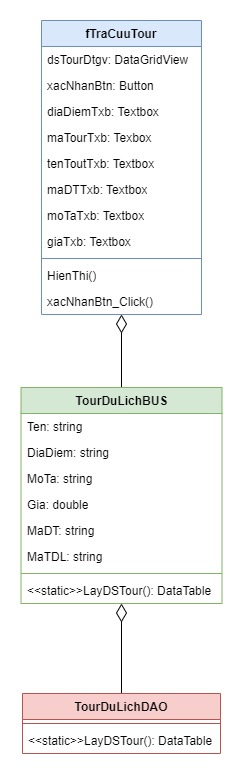 fTraCuuTour
dsTourDtgv: DataGridView
xacNhanBtn: Button
diaDiemTxb: Textbox
maTourTxb: Texbox
tenToutTxb: Textbox
maDTTxb: Textbox
moTaTxb: Textbox
giaTxb: Textbox
HienThi()
xacNhanBtn_Click()
TourDuLichBUS
Ten: string
DiaDiem: string
MoTa: string
Gia: double
MaDT: string
MaTDL: string
<<static>>LayDSTour(): DataTable
TourDuLichDAO
<<static>>LayDSTour(): DataTable